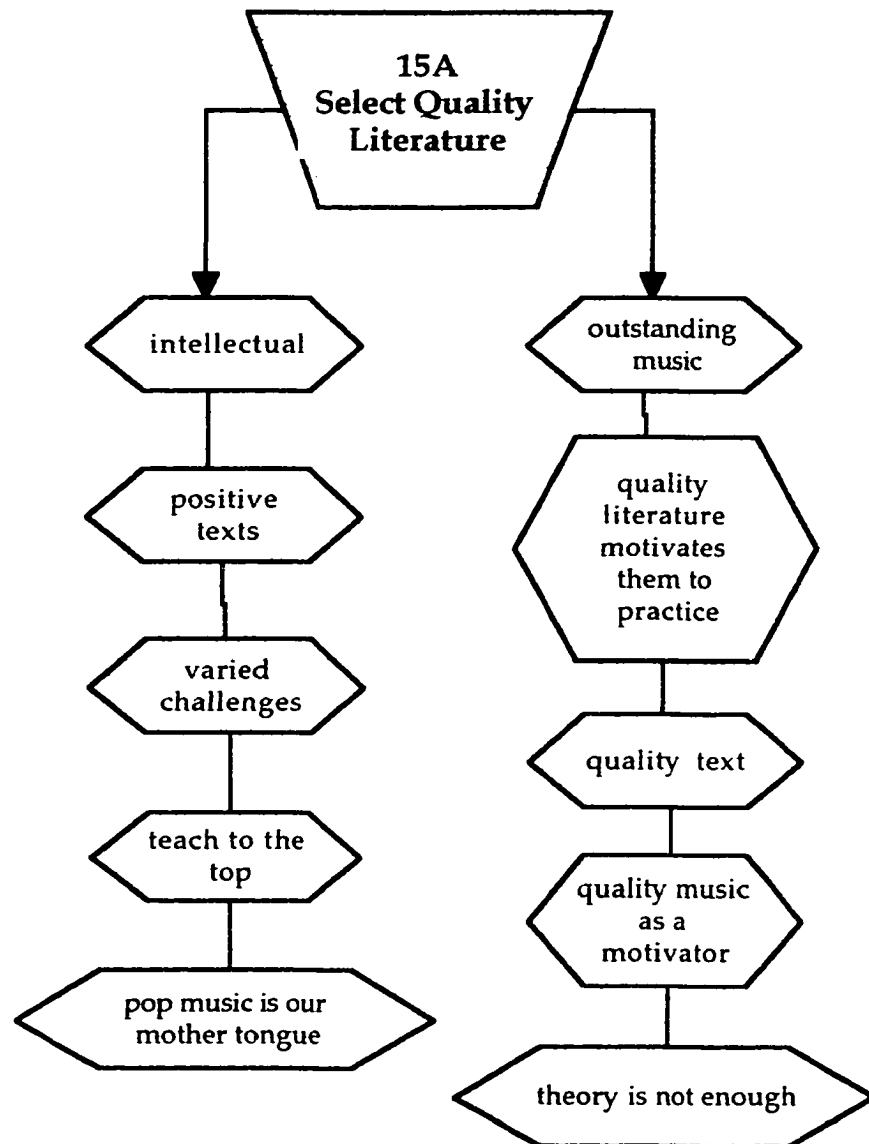 15A
Select Quality
Literature
intellectual
positive
texts
varied
challenges
teach to the
top
pop music is our
mother tongue
outstanding
music
quality
literature
motivates
them to
practice
quality text
quality music
as a
motivator
theory is not enough